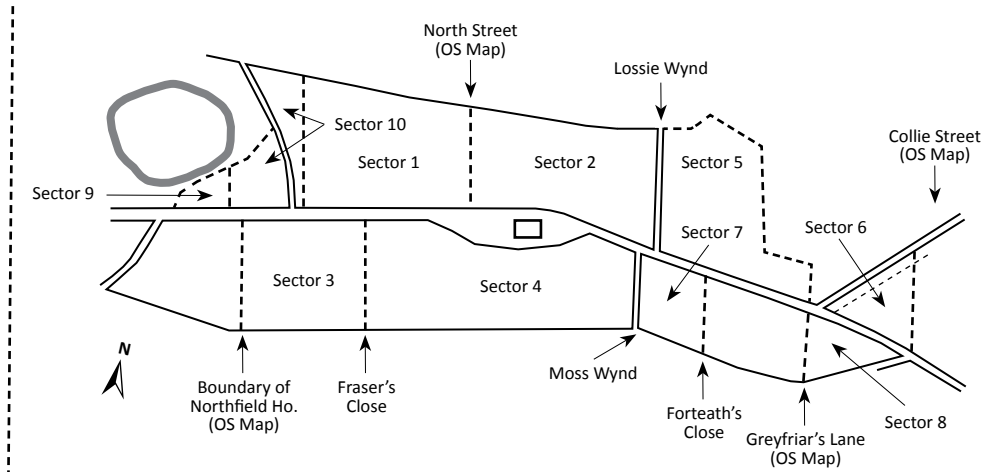 North Street
(OS Map)
Lossie Wynd
Collie Street
(OS Map)
Sector 10
Sector 1
Sector 2
Sector 5
Sector 9
Sector 7
Sector 6
Sector 3
Sector 4
N
Moss Wynd
Boundary of
Northfield Ho.
(OS Map)
Fraser's
Close
Forteath's
Close
Greyfriar's Lane
(OS Map)
Sector 8